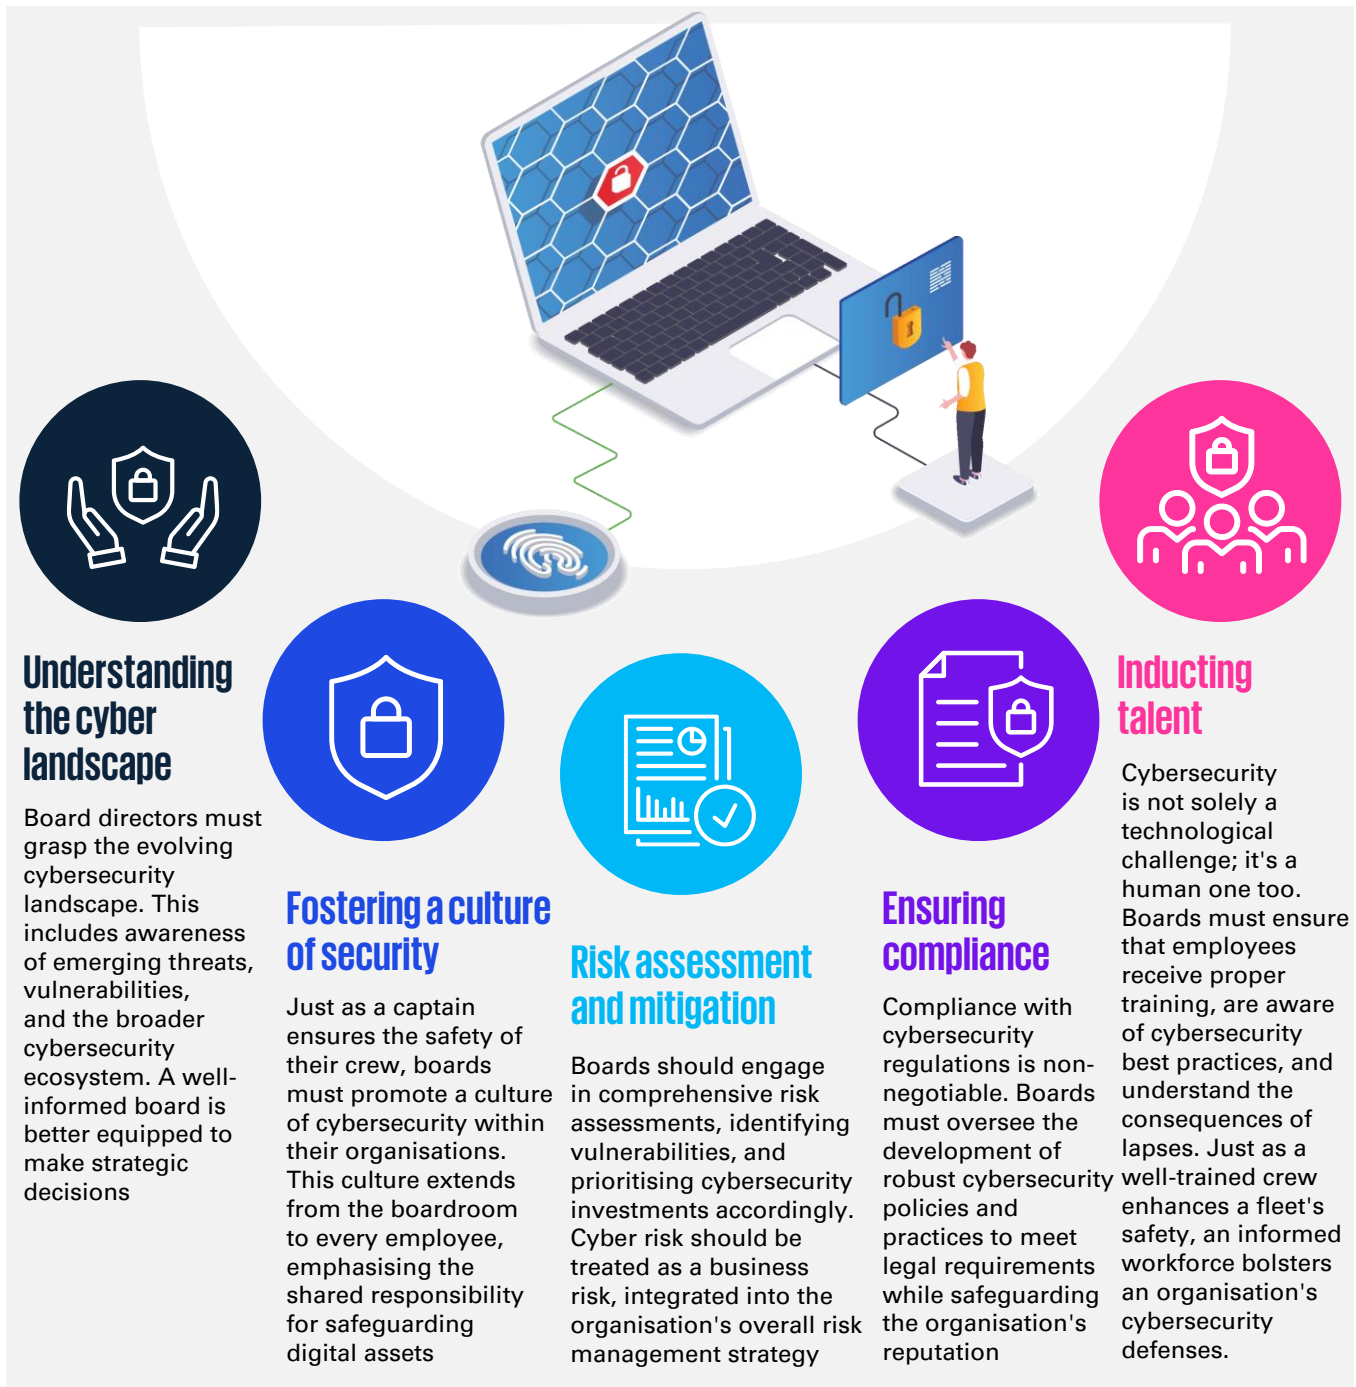 Understanding
the cyber
landscape
Board directors must
grasp the evolving
cybersecurity
landscape. This
includes awareness
of emerging threats,
vulnerabilities,
and the broader
cybersecurity
ecosystem. A well-
informed board is
better equipped to
make strategic
decisions
Fostering a culture
of security
Just as a captain
ensures the safety of
their crew, boards
must promote a culture
of cybersecurity within
their organisations.
This culture extends
from the boardroom
to every employee,
emphasising the
shared responsibility
for safeguarding
digital assets
Risk assessment
and mitigation
Boards should engage
in comprehensive risk
assessments, identifying
vulnerabilities, and
prioritising cybersecurity
investments accordingly.
Cyber risk should be
treated as a business
risk, integrated into the
organisation's overall risk
management strategy
Ensuring
compliance
Compliance with
cybersecurity
regulations is non-
negotiable. Boards
must oversee the
development of
robust cybersecurity
policies and
practices to meet
legal requirements
while safeguarding
the organisation's
reputation
Inducting
talent
Cybersecurity
is not solely a
technological
challenge; it's a
human one too.
Boards must ensure
that employees
receive proper
training, are aware
of cybersecurity
best practices, and
understand the
consequences of
lapses. Just as a
well-trained crew
enhances a fleet's
safety, an informed
workforce bolsters
an organisation's
cybersecurity
defenses.